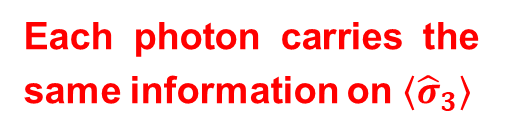 Each photon carries the
same information on ⟨σ̂₃⟩